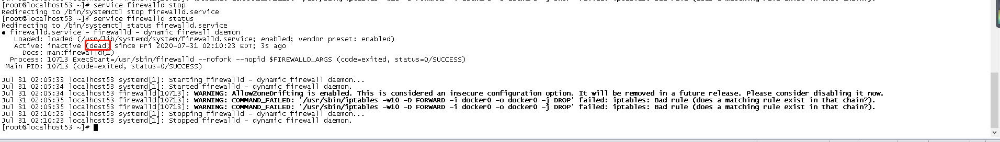 [root@localhost53 ~]# service firewalld stop
Redirecting to /bin/systemctl stop firewalld.service
[root@localhost53 ~]# service firewalld status
Redirecting to /bin/systemctl status firewalld.service
● firewalld.service - firewalld - dynamic firewall daemon
Loaded: loaded (/usr/lib/systemd/system/firewalld.service; enabled; vendor preset: enabled)
Active: inactive (dead) since Fri 2020-07-31 02:10:23 EDT; 3s ago
Docs: man:firewalld(1)
Process: 10713 ExecStart=/usr/sbin/firewalld --nofork --nopid $FIREWALLD_ARGS (code=exited, status=0/SUCCESS)
Main PID: 10713 (code=exited, status=0/SUCCESS)
Jul 31 02:05:33 localhost53 systemd[1]: Starting firewalld - dynamic firewall daemon...
Jul 31 02:05:34 localhost53 systemd[1]: Started firewalld - dynamic firewall daemon.
Jul 31 02:05:34 localhost53 firewalld[10713]: WARNING: AllowZoneDrifting is enabled. This is considered an insecure configuration option. It will be removed in a future release. Please consider disabling it now.
Jul 31 02:05:35 localhost53 firewalld[10713]: WARNING: COMMAND_FAILED: '/usr/sbin/iptables -w10 -D FORWARD -i docker0 -o docker0 -j DROP' failed: iptables: Bad rule (does a matching rule exist in that chain?).
Jul 31 02:05:35 localhost53 firewalld[10713]: WARNING: COMMAND_FAILED: '/usr/sbin/iptables -w10 -D FORWARD -i docker0 -o docker0 -j DROP' failed: iptables: Bad rule (does a matching rule exist in that chain?).
Jul 31 02:10:23 localhost53 systemd[1]: Stopping firewalld - dynamic firewall daemon...
Jul 31 02:10:23 localhost53 systemd[1]: Stopped firewalld - dynamic firewall daemon.
[root@localhost53 ~]#